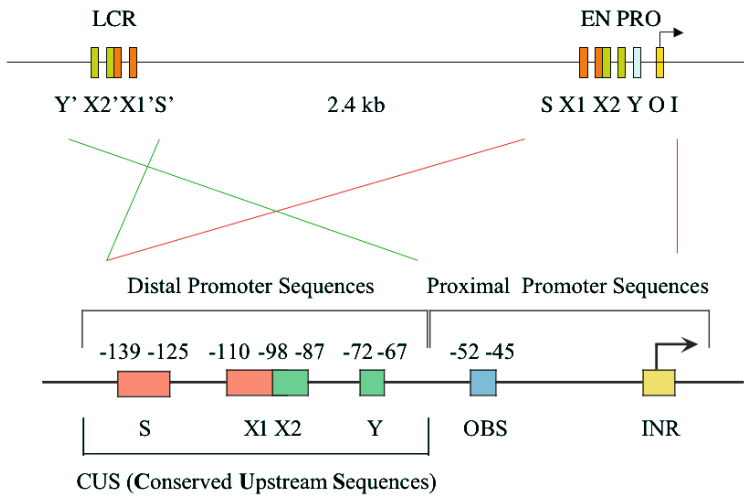 LCR EN PRO
Y’ X2’X1’S’ 2.4 kb S X1 X2 Y O I
Distal Promoter Sequences Proximal Promoter Sequences
-139 -125 -110 -98 -87 -72 -67 -52 -45
S X1 X2 Y OBS INR
CUS (Conserved Upstream Sequences)